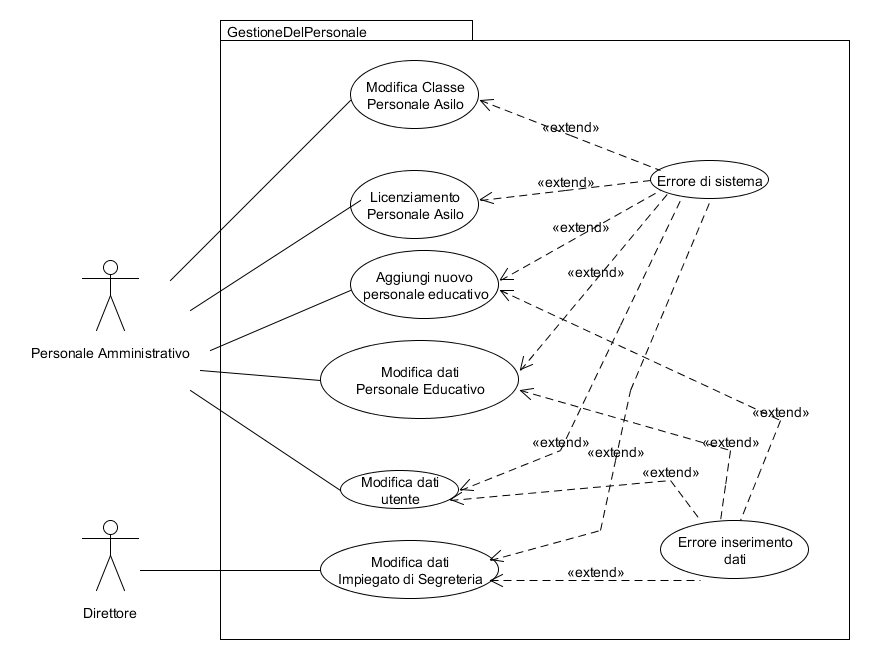 GestioneDelPersonale
Modifica Classe
Personale Asilo
«extend»
Errore di sistema
«extend»
Licenziamento
Personale Asilo
«extend»
Aggiungi nuovo
personale educativo
«extend»
Personale Amministrativo
Modifica dati
Personale Educativo
«extend»
«extend»
«extend»
«extend»
«extend»
Modifica dati
utente
Errore inserimento
dati
Modifica dati
Impiegato di Segreteria
«extend»
Direttore